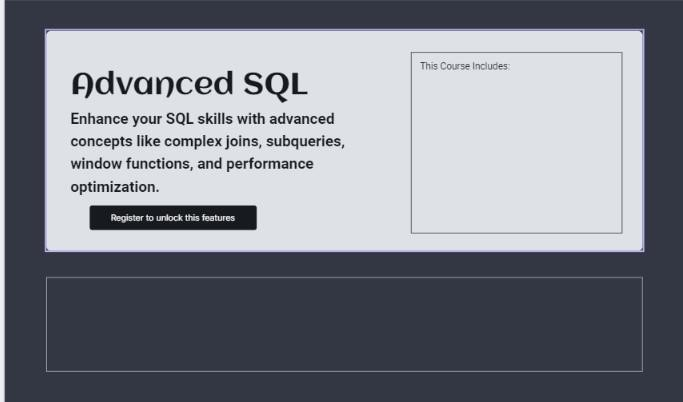 Advanced SQL
Enhance your SQL skills with advanced
concepts like complex joins, subqueries,
window functions, and performance
optimization.
Register to unlock this features
This Course Includes: